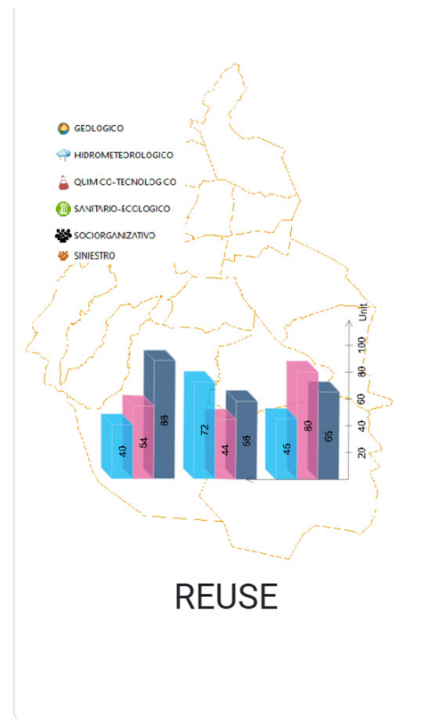 GEOLOGICO
HIDROMETEOROLOGICO
QUIMICO-TECNOLOGICO
SANITARIO-ECOLOGICO
SOCIORGANIZATIVO
SINIESTRO
Unit
100
80
60
40
20
40
54
88
72
44
58
45
80
65
REUSE